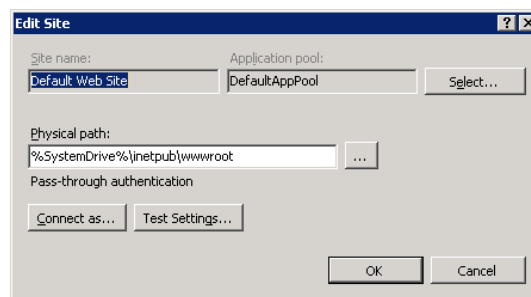 Edit Site
Site name:
Application pool:
Default Web Site
DefaultAppPool
Select...
Physical path:
%SystemDrive%\inetpub\wwwroot
...
Pass-through authentication
Connect as...
Test Settings...
OK
Cancel